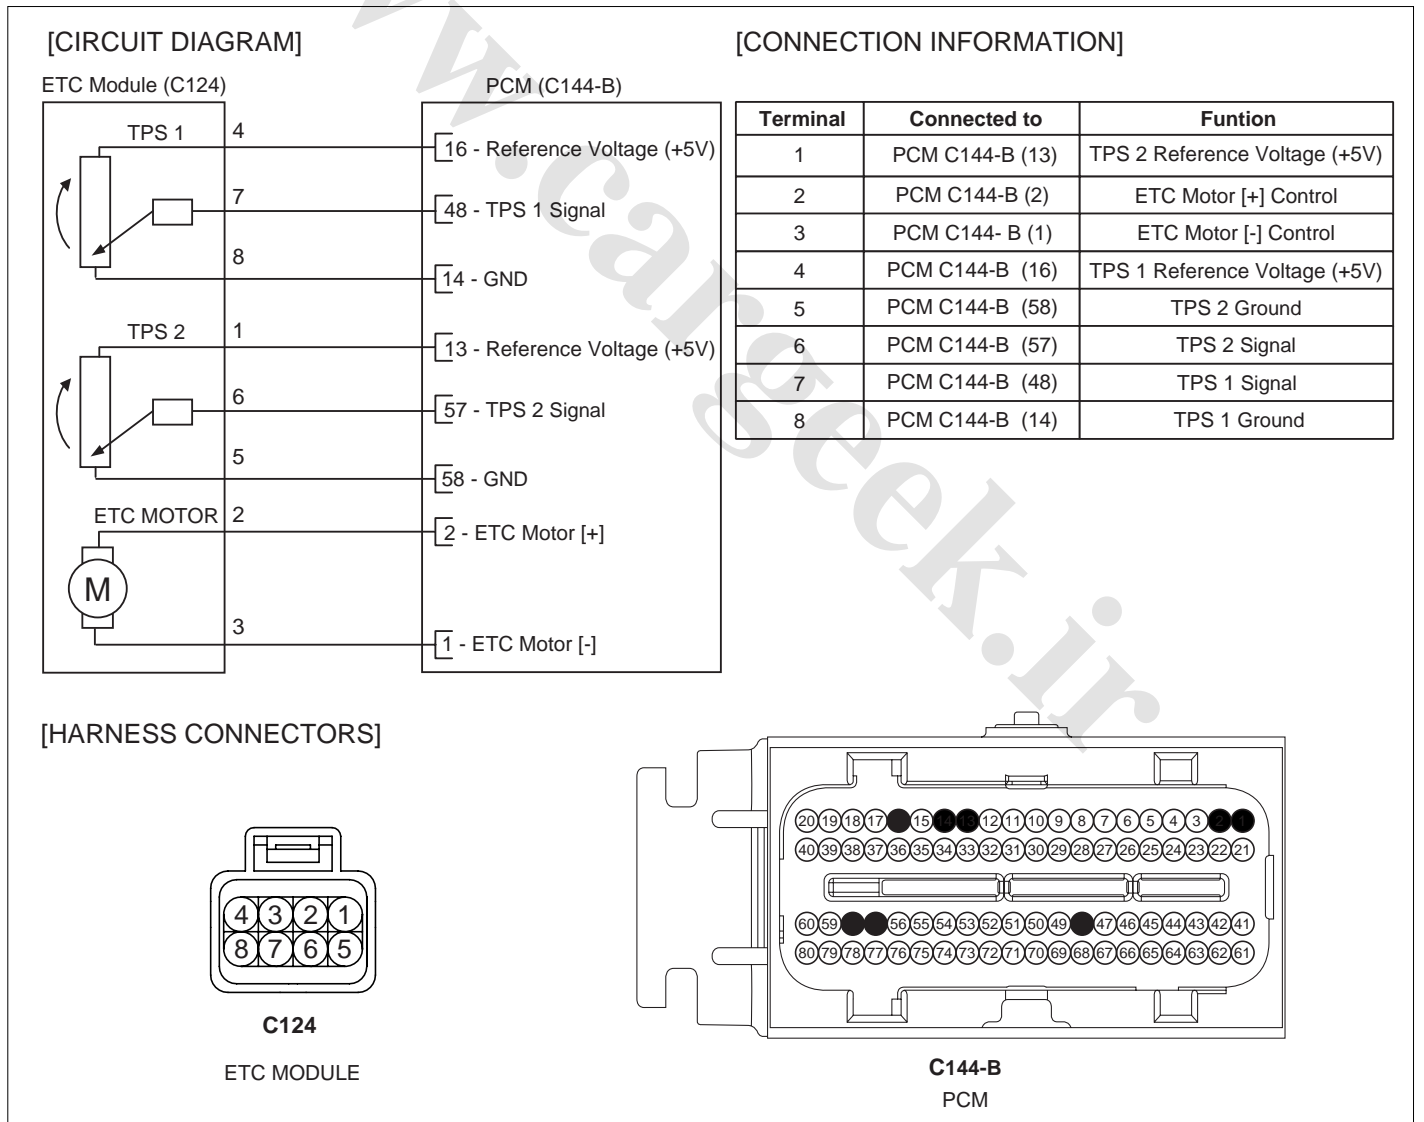 [CIRCUIT DIAGRAM]
ETC Module (C124)
PCM (C144-B)
TPS 1
4
16 - Reference Voltage (+5V)
7
48 - TPS 1 Signal
8
14 - GND
TPS 2
1
13 - Reference Voltage (+5V)
6
57 - TPS 2 Signal
5
58 - GND
ETC MOTOR
2
2 - ETC Motor [+]
M
3
1 - ETC Motor [-]
[CONNECTION INFORMATION]
Terminal Connected to Funtion
1 PCM C144-B (13) TPS 2 Reference Voltage (+5V)
2 PCM C144-B (2) ETC Motor [+] Control
3 PCM C144- B (1) ETC Motor [-] Control
4 PCM C144-B (16) TPS 1 Reference Voltage (+5V)
5 PCM C144-B (58) TPS 2 Ground
6 PCM C144-B (57) TPS 2 Signal
7 PCM C144-B (48) TPS 1 Signal
8 PCM C144-B (14) TPS 1 Ground
[HARNESS CONNECTORS]
4 3 2 1
8 7 6 5
C124
ETC MODULE
20 19 18 17 15 14 13 12 11 10 9 8 7 6 5 4 3 2 1
40 39 38 37 36 35 34 33 32 31 30 29 28 27 26 25 24 23 22 21
60 59 56 55 54 53 52 51 50 49 47 46 45 44 43 42 41
80 79 78 77 76 75 74 73 72 71 70 69 68 67 66 65 64 63 62 61
C144-B
PCM
www.cargeek.ir